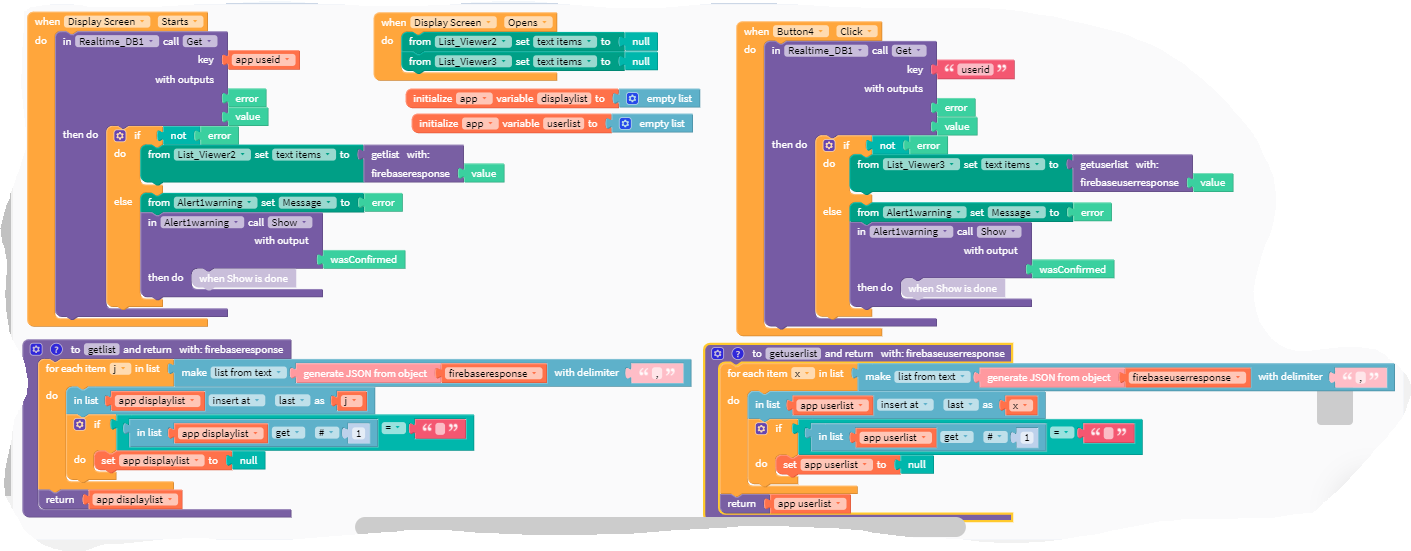 when Display Screen Starts
do in Realtime_DB1 call Get
key app useid
with outputs
error
value
then do if not error
do from List_Viewer2 set text items to getlist with:
firebaseresponse value
else from Alert1warning set Message to error
in Alert1warning call Show
with output
wasConfirmed
then do when Show is done
when Display Screen Opens
do from List_Viewer2 set text items to null
from List_Viewer3 set text items to null
initialize app variable displaylist to empty list
initialize app variable userlist to empty list
when Button4 Click
do in Realtime_DB1 call Get
key “ userid ”
with outputs
error
value
then do if not error
do from List_Viewer3 set text items to getuserlist with:
firebaseuserresponse value
else from Alert1warning set Message to error
in Alert1warning call Show
with output
wasConfirmed
then do when Show is done
? to getlist and return with: firebaseresponse
for each item j in list make list from text generate JSON from object firebaseresponse with delimiter “ , ”
do in list app displaylist insert at last as j
if in list app displaylist get # 1 = “ ”
do set app displaylist to null
return app displaylist
? to getuserlist and return with: firebaseuserresponse
for each item x in list make list from text generate JSON from object firebaseuserresponse with delimiter “ , ”
do in list app userlist insert at last as x
if in list app userlist get # 1 = “ ”
do set app userlist to null
return app userlist